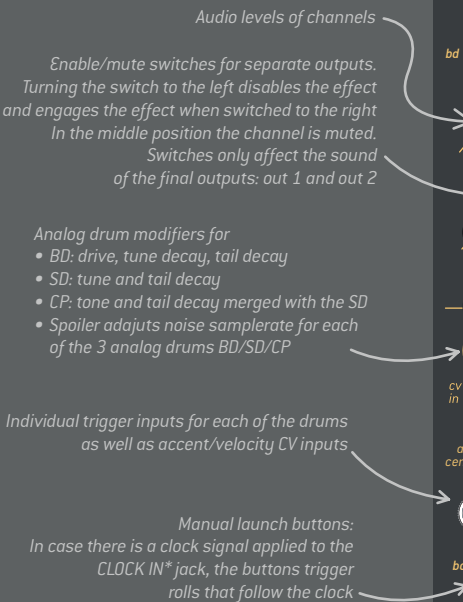 Audio levels of channels
bd
Enable/mute switches for separate outputs.
Turning the switch to the left disables the effect
and engages the effect when switched to the right
In the middle position the channel is muted.
Switches only affect the sound
of the final outputs: out 1 and out 2
Analog drum modifiers for
• BD: drive, tune decay, tail decay
• SD: tune and tail decay
• CP: tone and tail decay merged with the SD
• Spoiler adajuts noise samplerate for each
of the 3 analog drums BD/SD/CP
cv
in
Individual trigger inputs for each of the drums
as well as accent/velocity CV inputs
Manual launch buttons:
In case there is a clock signal applied to the
CLOCK IN* jack, the buttons trigger
rolls that follow the clock